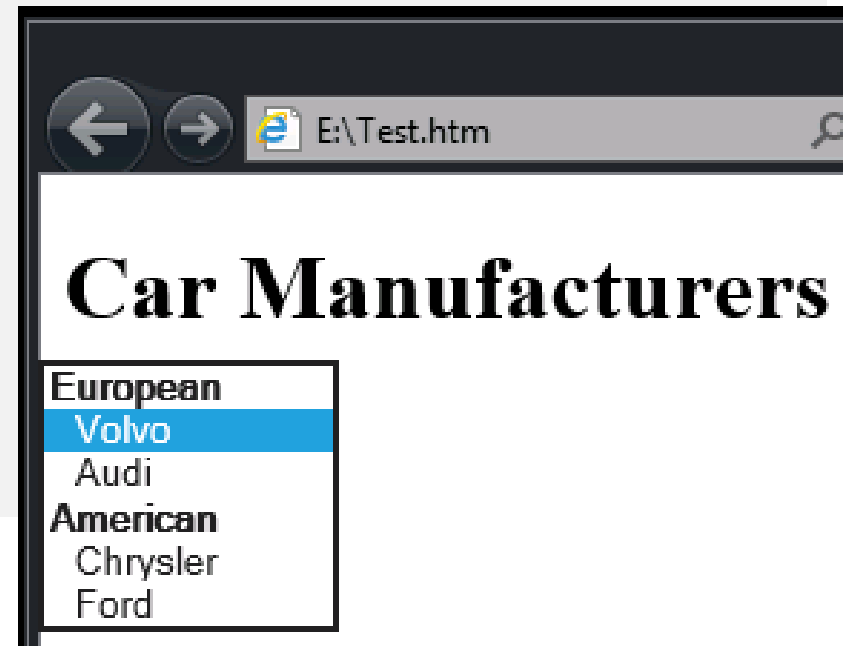 E:\Test.htm
Car Manufacturers
European
Volvo
Audi
American
Chrysler
Ford